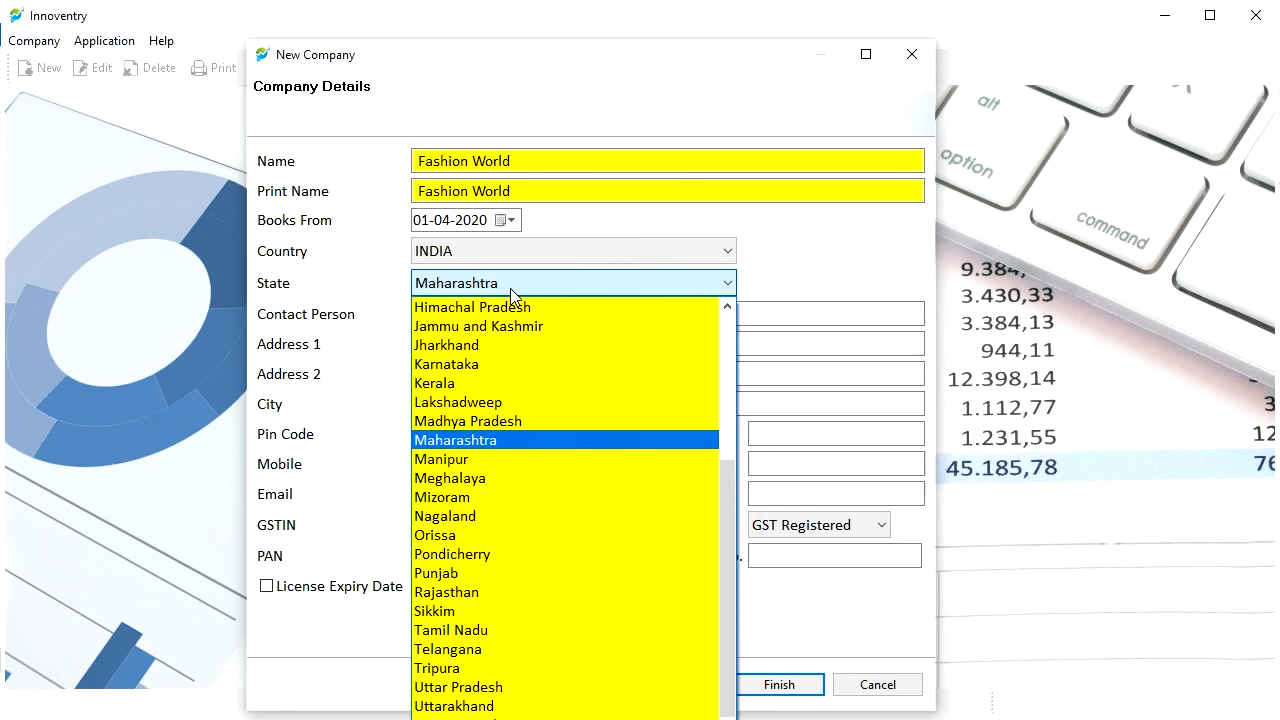 Innoventry
Company Application Help
New Edit Delete Print
New Company
Company Details
Name Fashion World
Print Name Fashion World
Books From 01-04-2020
Country INDIA
State Maharashtra
Contact Person
Address 1
Address 2
City
Pin Code
Mobile
Email
GSTIN GST Registered
PAN
License Expiry Date
Himachal Pradesh
Jammu and Kashmir
Jharkhand
Karnataka
Kerala
Lakshadweep
Madhya Pradesh
Maharashtra
Manipur
Meghalaya
Mizoram
Nagaland
Orissa
Pondicherry
Punjab
Rajasthan
Sikkim
Tamil Nadu
Telangana
Tripura
Uttar Pradesh
Uttarakhand
Finish Cancel
alt
option
command
9.384,
3.430,33
3.384,13
944,11
12.398,14
1.112,77
1.231,55
45.185,78